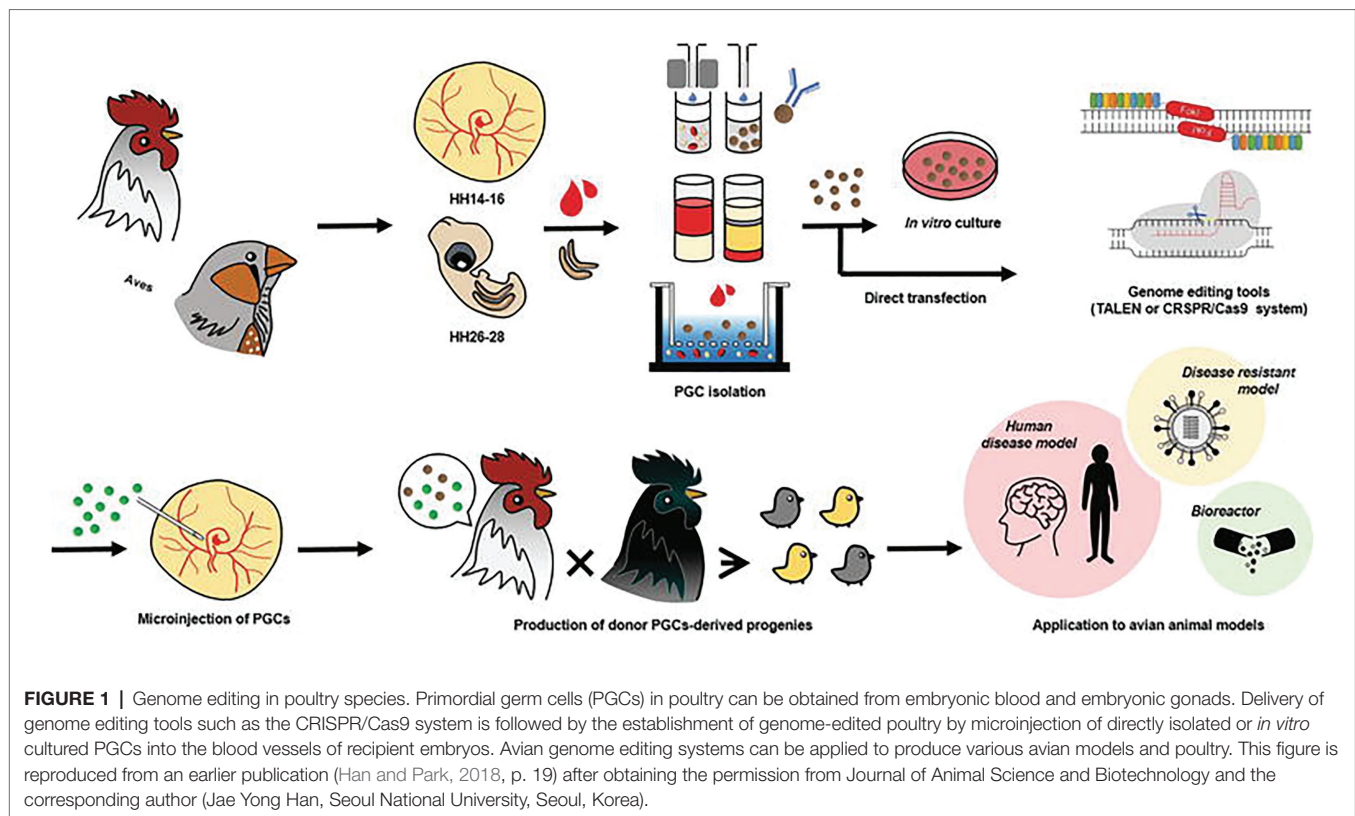 Aves
HH14-16
HH26-28
PGC isolation
In vitro culture
Direct transfection
FokI
FokI
Genome editing tools
(TALEN or CRSPR/Cas9 system)
Microinjection of PGCs
Production of donor PGCs-derived progenies
Human
disease model
Disease resistant
model
Bioreactor
Application to avian animal models
FIGURE 1 | Genome editing in poultry species. Primordial germ cells (PGCs) in poultry can be obtained from embryonic blood and embryonic gonads. Delivery of
genome editing tools such as the CRISPR/Cas9 system is followed by the establishment of genome-edited poultry by microinjection of directly isolated or in vitro
cultured PGCs into the blood vessels of recipient embryos. Avian genome editing systems can be applied to produce various avian models and poultry. This figure is
reproduced from an earlier publication (Han and Park, 2018, p. 19) after obtaining the permission from Journal of Animal Science and Biotechnology and the
corresponding author (Jae Yong Han, Seoul National University, Seoul, Korea).